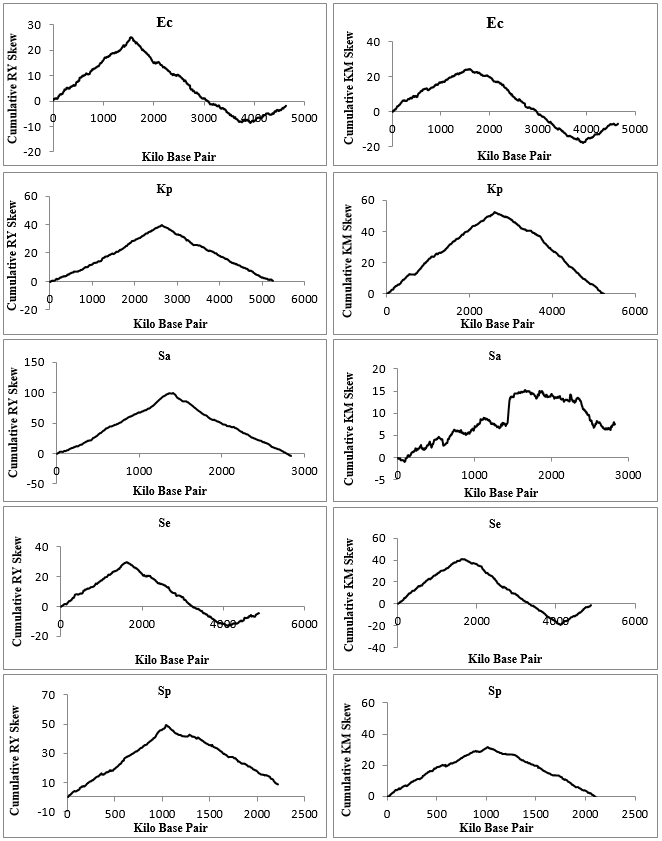 Ec
Cumulative RY Skew
30
20
10
0
-10
-20
0 1000 2000 3000 4000 5000
Kilo Base Pair
Ec
Cumulative KM Skew
40
20
0
-20
0 1000 2000 3000 4000 5000
Kilo Base Pair
Kp
Cumulative RY Skew
60
40
20
0
-20
0 1000 2000 3000 4000 5000 6000
Kilo Base Pair
Kp
Cumulative KM Skew
60
40
20
0
0 2000 4000 6000
Kilo Base Pair
Sa
Cumulative RY Skew
150
100
50
0
-50
0 1000 2000 3000
Kilo Base Pair
Sa
Cumulative KM Skew
20
15
10
5
0
-5
0 1000 2000 3000
Kilo Base Pair
Se
Cumulative RY Skew
40
20
0
-20
0 2000 4000 6000
Kilo Base Pair
Se
Cumulative KM Skew
60
40
20
0
-20
-40
0 2000 4000 6000
Kilo Base Pair
Sp
Cumulative RY Skew
70
50
30
10
-10
0 500 1000 1500 2000 2500
Kilo Base Pair
Sp
Cumulative KM Skew
60
40
20
0
0 500 1000 1500 2000 2500
Kilo Base Pair